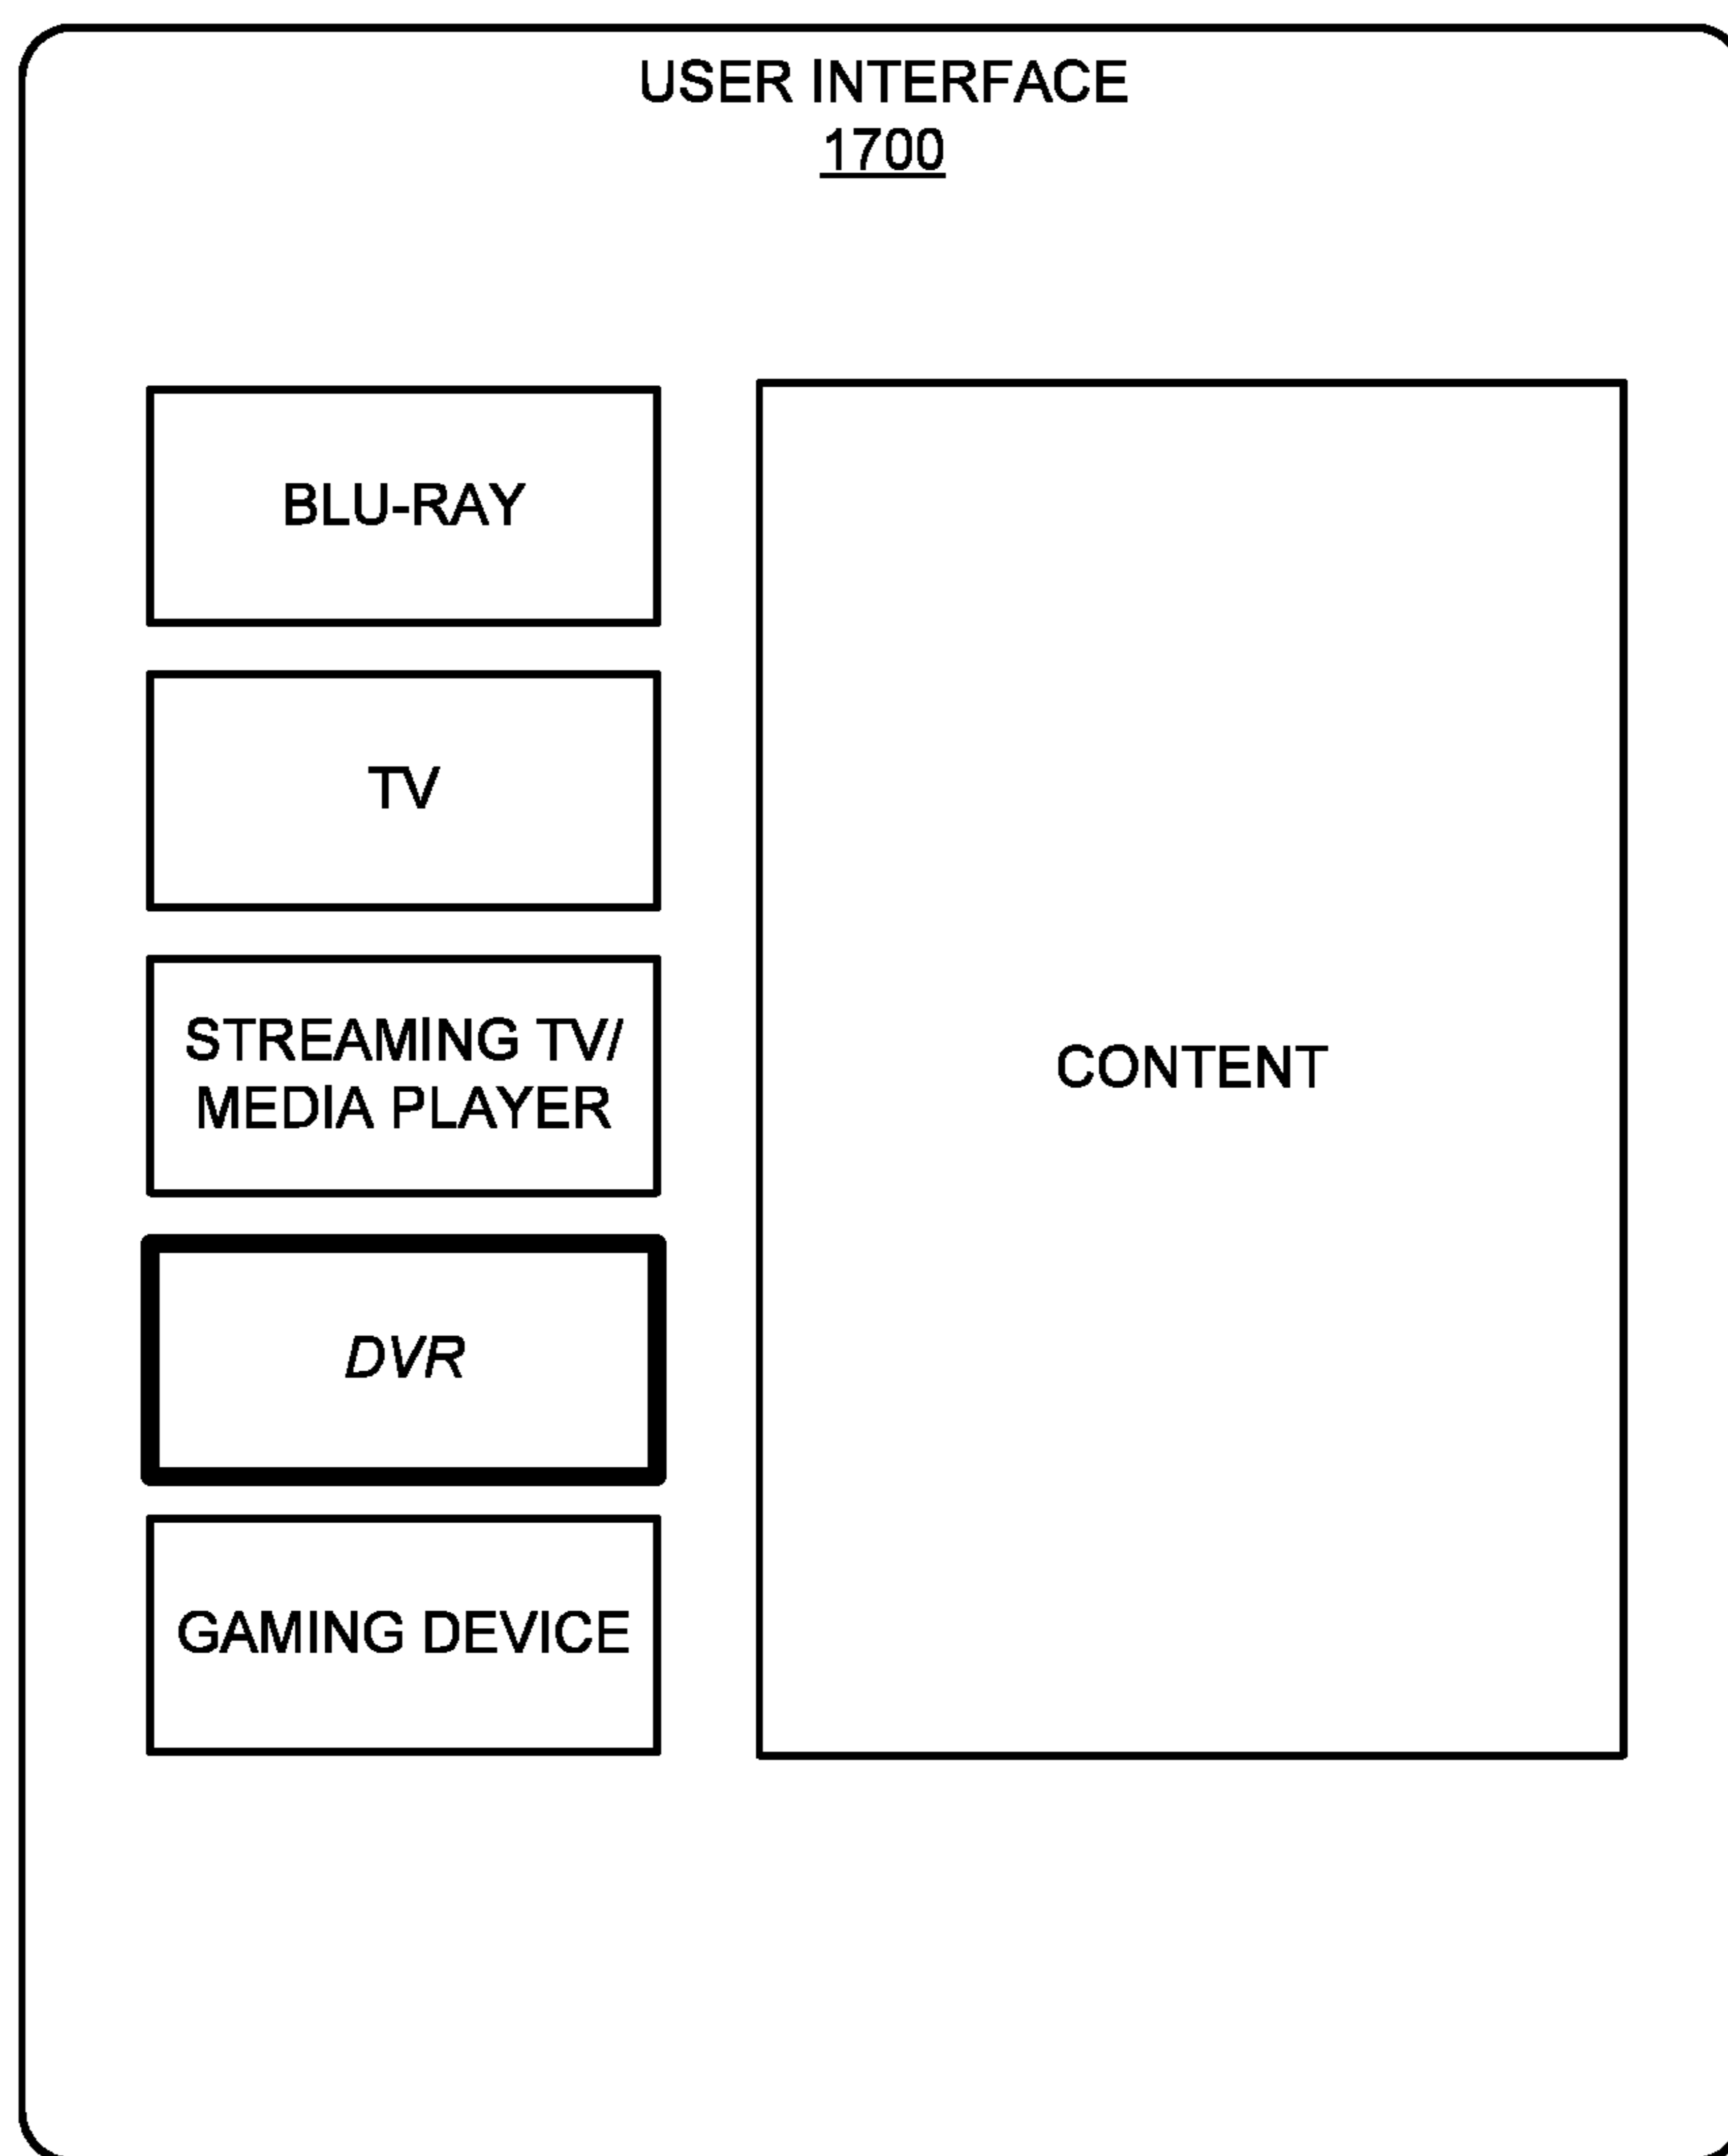 USER INTERFACE
1700
BLU-RAY
TV
STREAMING TV/
MEDIA PLAYER
DVR
GAMING DEVICE
CONTENT